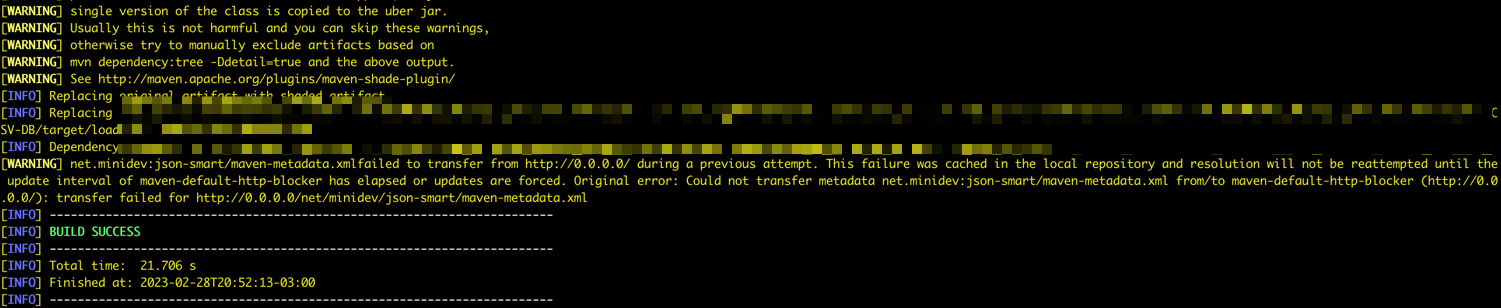 [WARNING] single version of the class is copied to the uber jar.
[WARNING] Usually this is not harmful and you can skip these warnings,
[WARNING] otherwise try to manually exclude artifacts based on
[WARNING] mvn dependency:tree -Ddetail=true and the above output.
[WARNING] See http://maven.apache.org/plugins/maven-shade-plugin/
[INFO] Replacing original artifact with shaded artifact
[INFO] Replacing C
SV-DB/target/load
[INFO] Dependency
[WARNING] net.minidev:json-smart/maven-metadata.xmlfailed to transfer from http://0.0.0.0/ during a previous attempt. This failure was cached in the local repository and resolution will not be reattempted until the
update interval of maven-default-http-blocker has elapsed or updates are forced. Original error: Could not transfer metadata net.minidev:json-smart/maven-metadata.xml from/to maven-default-http-blocker (http://0.0
.0.0/): transfer failed for http://0.0.0.0/net/minidev/json-smart/maven-metadata.xml
[INFO] ------------------------------------------------------------------------
[INFO] BUILD SUCCESS
[INFO] ------------------------------------------------------------------------
[INFO] Total time:  21.706 s
[INFO] Finished at: 2023-02-28T20:52:13-03:00
[INFO] ------------------------------------------------------------------------